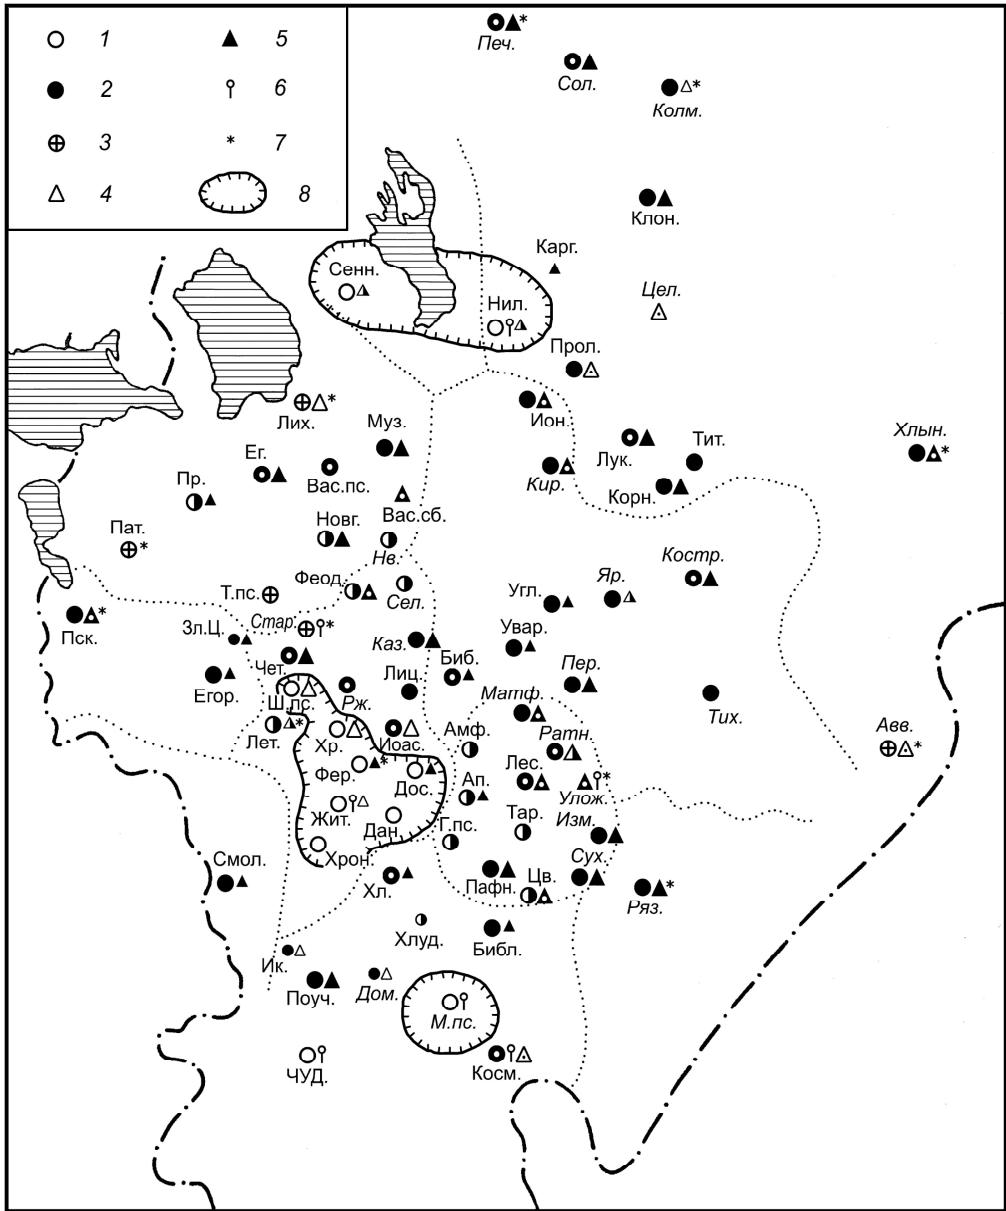 1 5
2 6
3 7
4 8
Печ.
Сол.
Колм.
Клон.
Карг.
Сенн.
Нил.
Цел.
Прол.
Лих.
Ион.
Муз.
Хлын.
Ег.
Лук.
Тит.
Вас.пс.
Пр.
Кир.
Корн.
Вас.сб.
Новг.
Пат.
Нв.
Костр.
Феод.
Яр.
Т.пс.
Угл.
Сел.
Стар.
Пск.
Зл.Ц.
Увар.
Каз.
Биб.
Чет.
Пер.
Лиц.
Егор.
Ш.пс.
Рж.
Матф.
Тих.
Лет.
Хр.
Иоас.
Амф.
Ратн.
Авв.
Фер.
Дос.
Лес.
Ап.
Улож.
Жит.
Дан.
Тар.
Изм.
Т.пс.
Хрон.
Смол.
Сух.
Хл.
Пафн.
Цв.
Ряз.
Хлуд.
Библ.
Ик.
Поуч.
Дом.
М.пс.
ЧУД.
Косм.